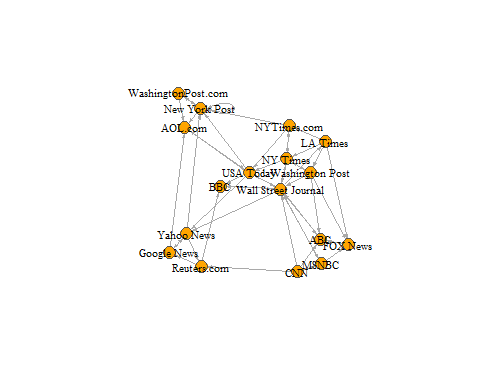 WashingtonPost.com
New York Post
AOL.com
NYTimes.com
LA Times
NY Times
USA Today
Washington Post
BBC
Wall Street Journal
Yahoo News
ABC
FOX News
Google News
Reuters.com
MSNBC
CNN